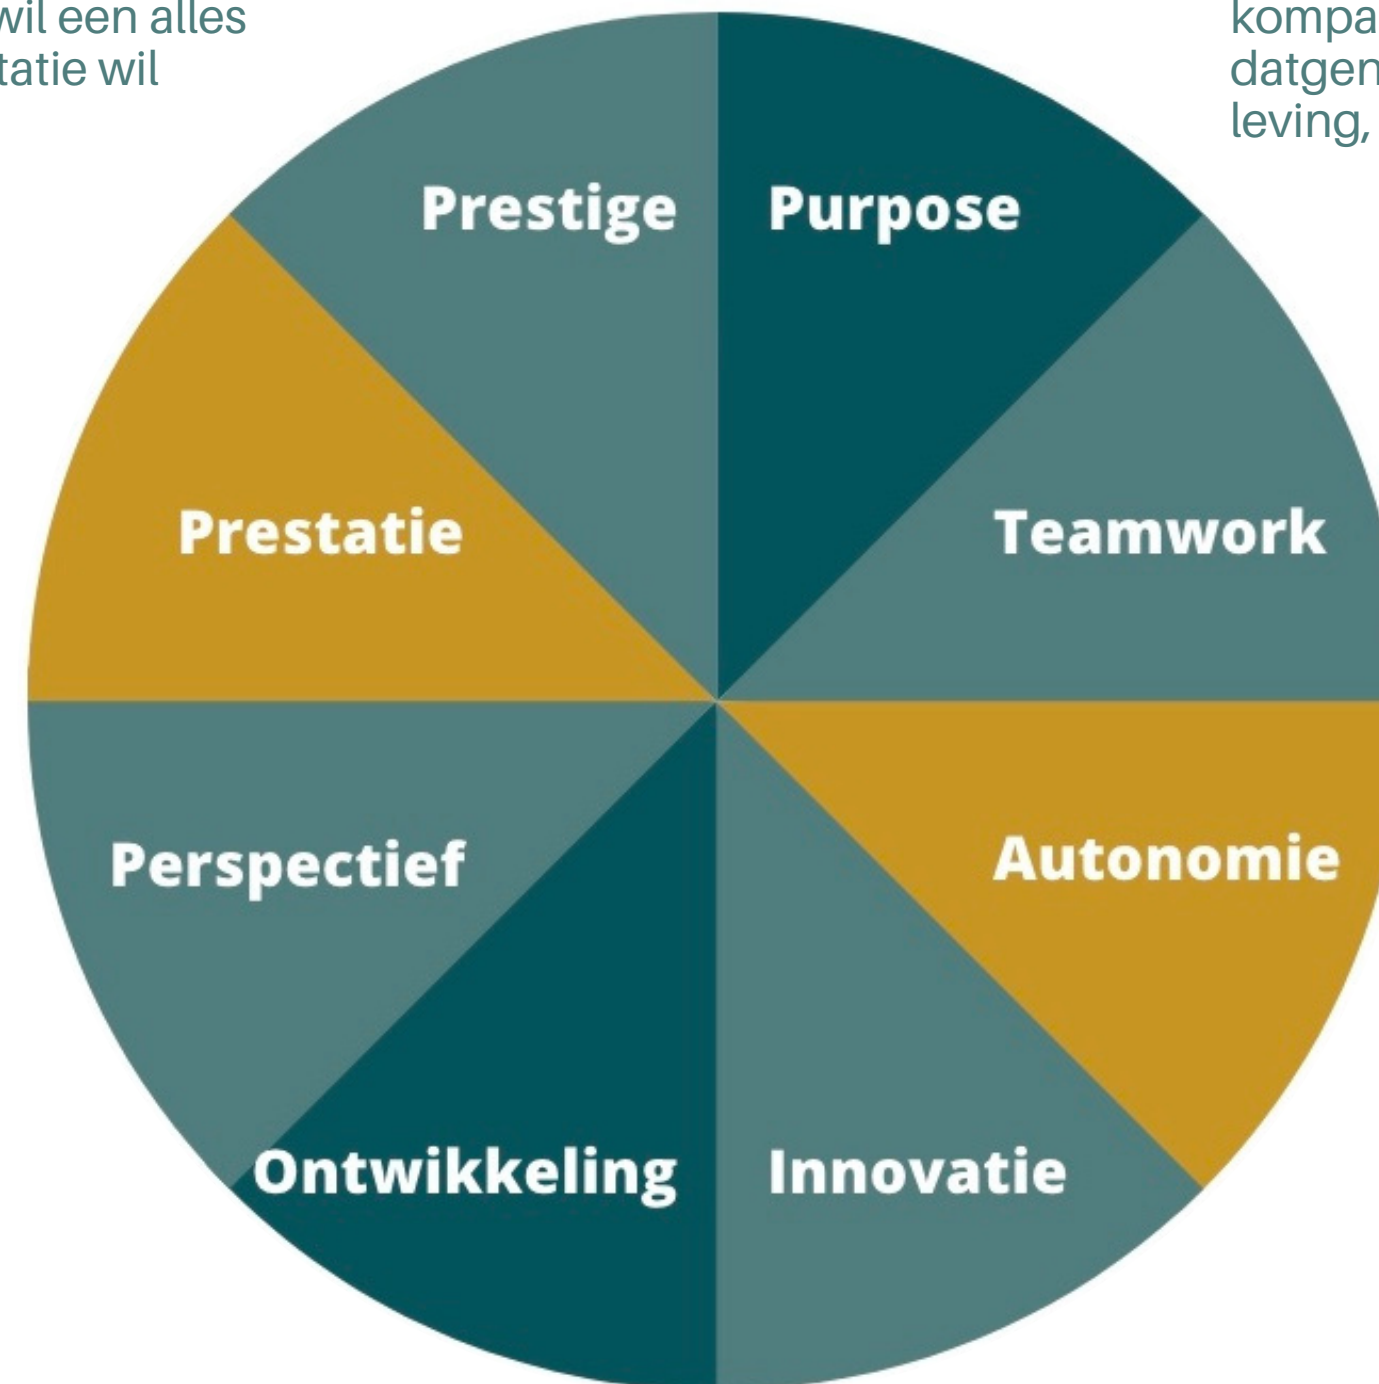 wil een alles
tatie wil
kompa
datgen
leving,
Prestige
Purpose
Prestatie
Teamwork
Perspectief
Autonomie
Ontwikkeling
Innovatie